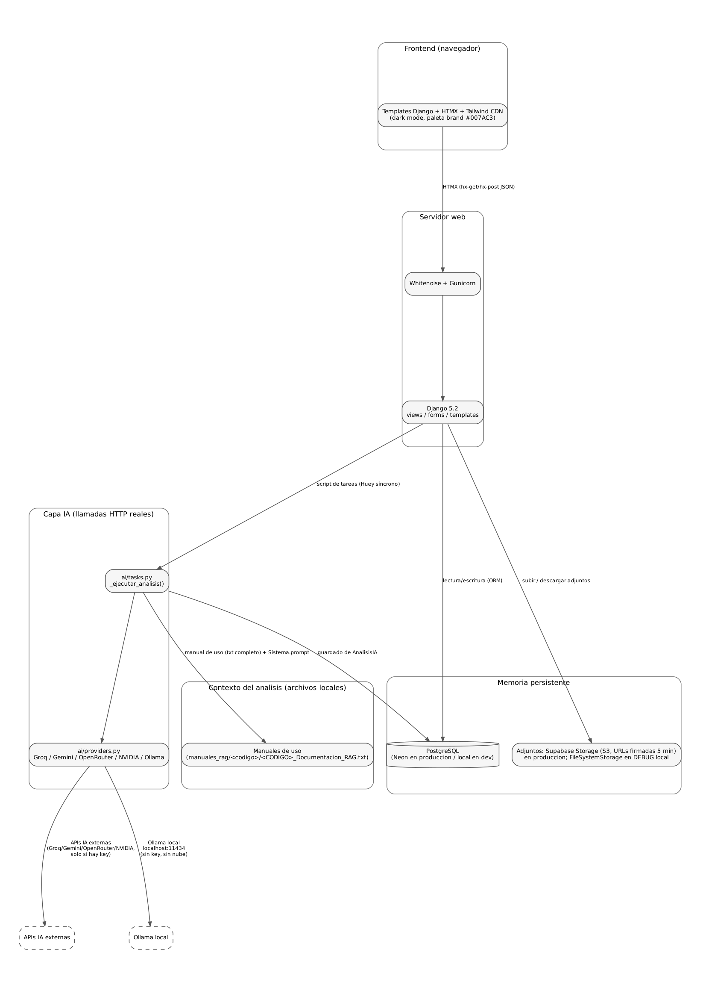 Frontend (navegador)
Templates Django + HTMX + Tailwind CDN
(dark mode, paleta brand #007AC3)
HTMX (hx-get/hx-post JSON)
Servidor web
Whitenoise + Gunicorn
Django 5.2
views / forms / templates
script de tareas (Huey síncrono)
Capa IA (llamadas HTTP reales)
ai/tasks.py
_ejecutar_analisis()
lectura/escritura (ORM)
subir / descargar adjuntos
manual de uso (txt completo) + Sistema.prompt
guardado de AnalisisIA
Contexto del analisis (archivos locales)
Memoria persistente
ai/providers.py
Groq / Gemini / OpenRouter / NVIDIA / Ollama
Manuales de uso
(manuales_rag/<codigo>/<CODIGO>_Documentacion_RAG.txt)
PostgreSQL
(Neon en produccion / local en dev)
Adjuntos: Supabase Storage (S3, URLs firmadas 5 min)
en produccion; FileSystemStorage en DEBUG local
APIs IA externas
(Groq/Gemini/OpenRouter/NVIDIA,
solo si hay key)
Ollama local
localhost:11434
(sin key, sin nube)
APIs IA externas
Ollama local